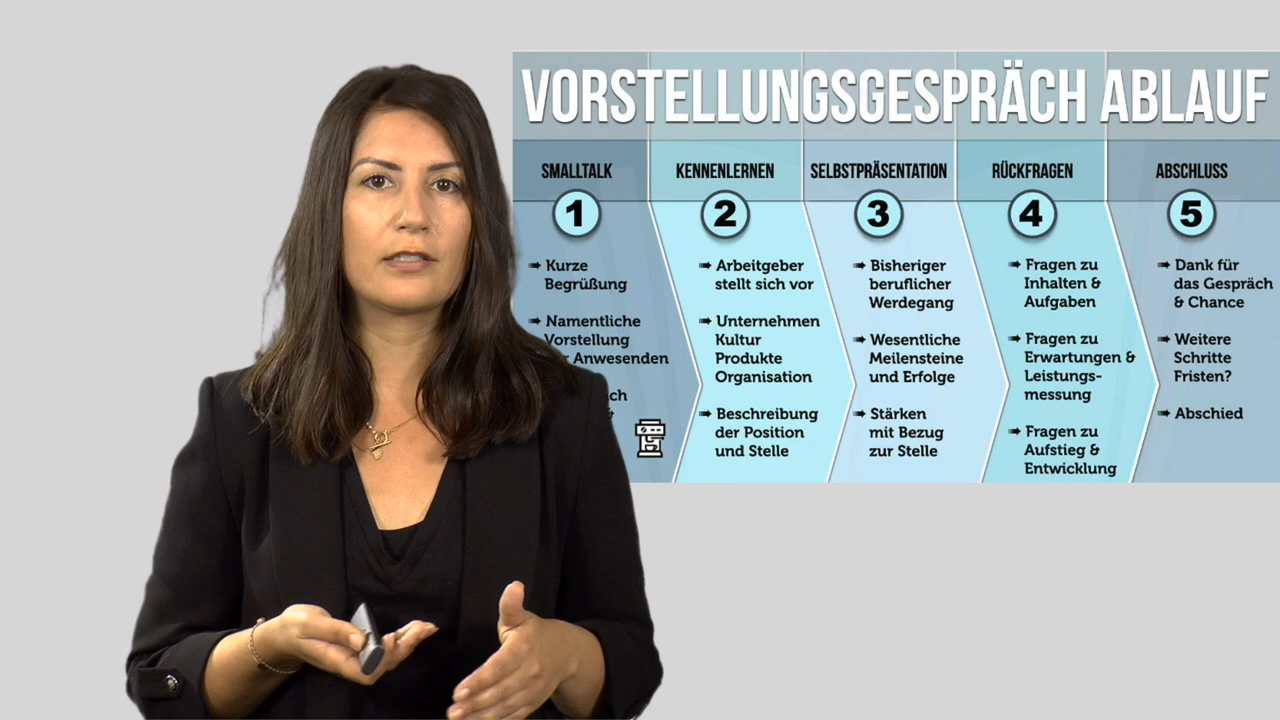 VORSTELLUNGSGESPRÄCH ABLAUF
SMALLTALK
1
➠ Kurze
Begrüßung
➠ Namentliche
Vorstellung
Anwesenden
KENNENLERNEN
2
➠ Arbeitgeber
stellt sich vor
➠ Unternehmen
Kultur
Produkte
Organisation
➠ Beschreibung
der Position
und Stelle
SELBSTPRÄSENTATION
3
➠ Bisheriger
beruflicher
Werdegang
➠ Wesentliche
Meilensteine
und Erfolge
➠ Stärken
mit Bezug
zur Stelle
RÜCKFRAGEN
4
➠ Fragen zu
Inhalten &
Aufgaben
➠ Fragen zu
Erwartungen &
Leistungs-
messung
➠ Fragen zu
Aufstieg &
Entwicklung
ABSCHLUSS
5
➠ Dank für
das Gespräch
& Chance
➠ Weitere
Schritte
Fristen?
➠ Abschied